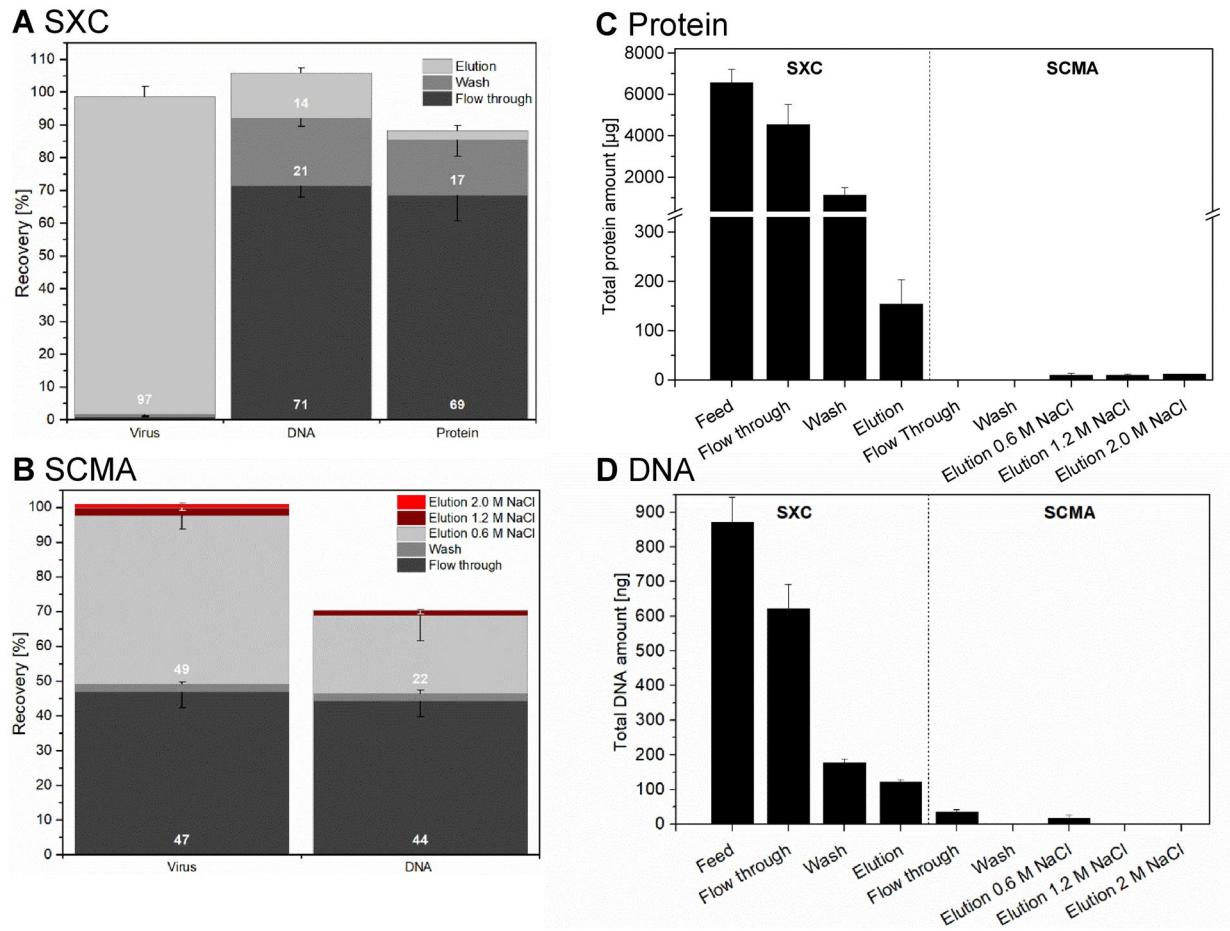 A SXC
110
100
90
80
70
60
50
40
30
20
10
0
Recovery [%]
Elution
Wash
Flow through
97
14
21
71
17
69
Virus
DNA
Protein
B SCMA
100
90
80
70
60
50
40
30
20
10
0
Recovery [%]
Elution 2.0 M NaCl
Elution 1.2 M NaCl
Elution 0.6 M NaCl
Wash
Flow through
49
47
22
44
Virus
DNA
C Protein
8000
6000
4000
2000
300
200
100
0
Total protein amount [µg]
SXC
SCMA
Feed
Flow through
Wash
Elution
Flow Through
Wash
Elution 0.6 M NaCl
Elution 1.2 M NaCl
Elution 2.0 M NaCl
D DNA
900
800
700
600
500
400
300
200
100
0
Total DNA amount [ng]
SXC
SCMA
Feed
Flow through
Wash
Elution
Flow through
Wash
Elution 0.6 M NaCl
Elution 1.2 M NaCl
Elution 2 M NaCl